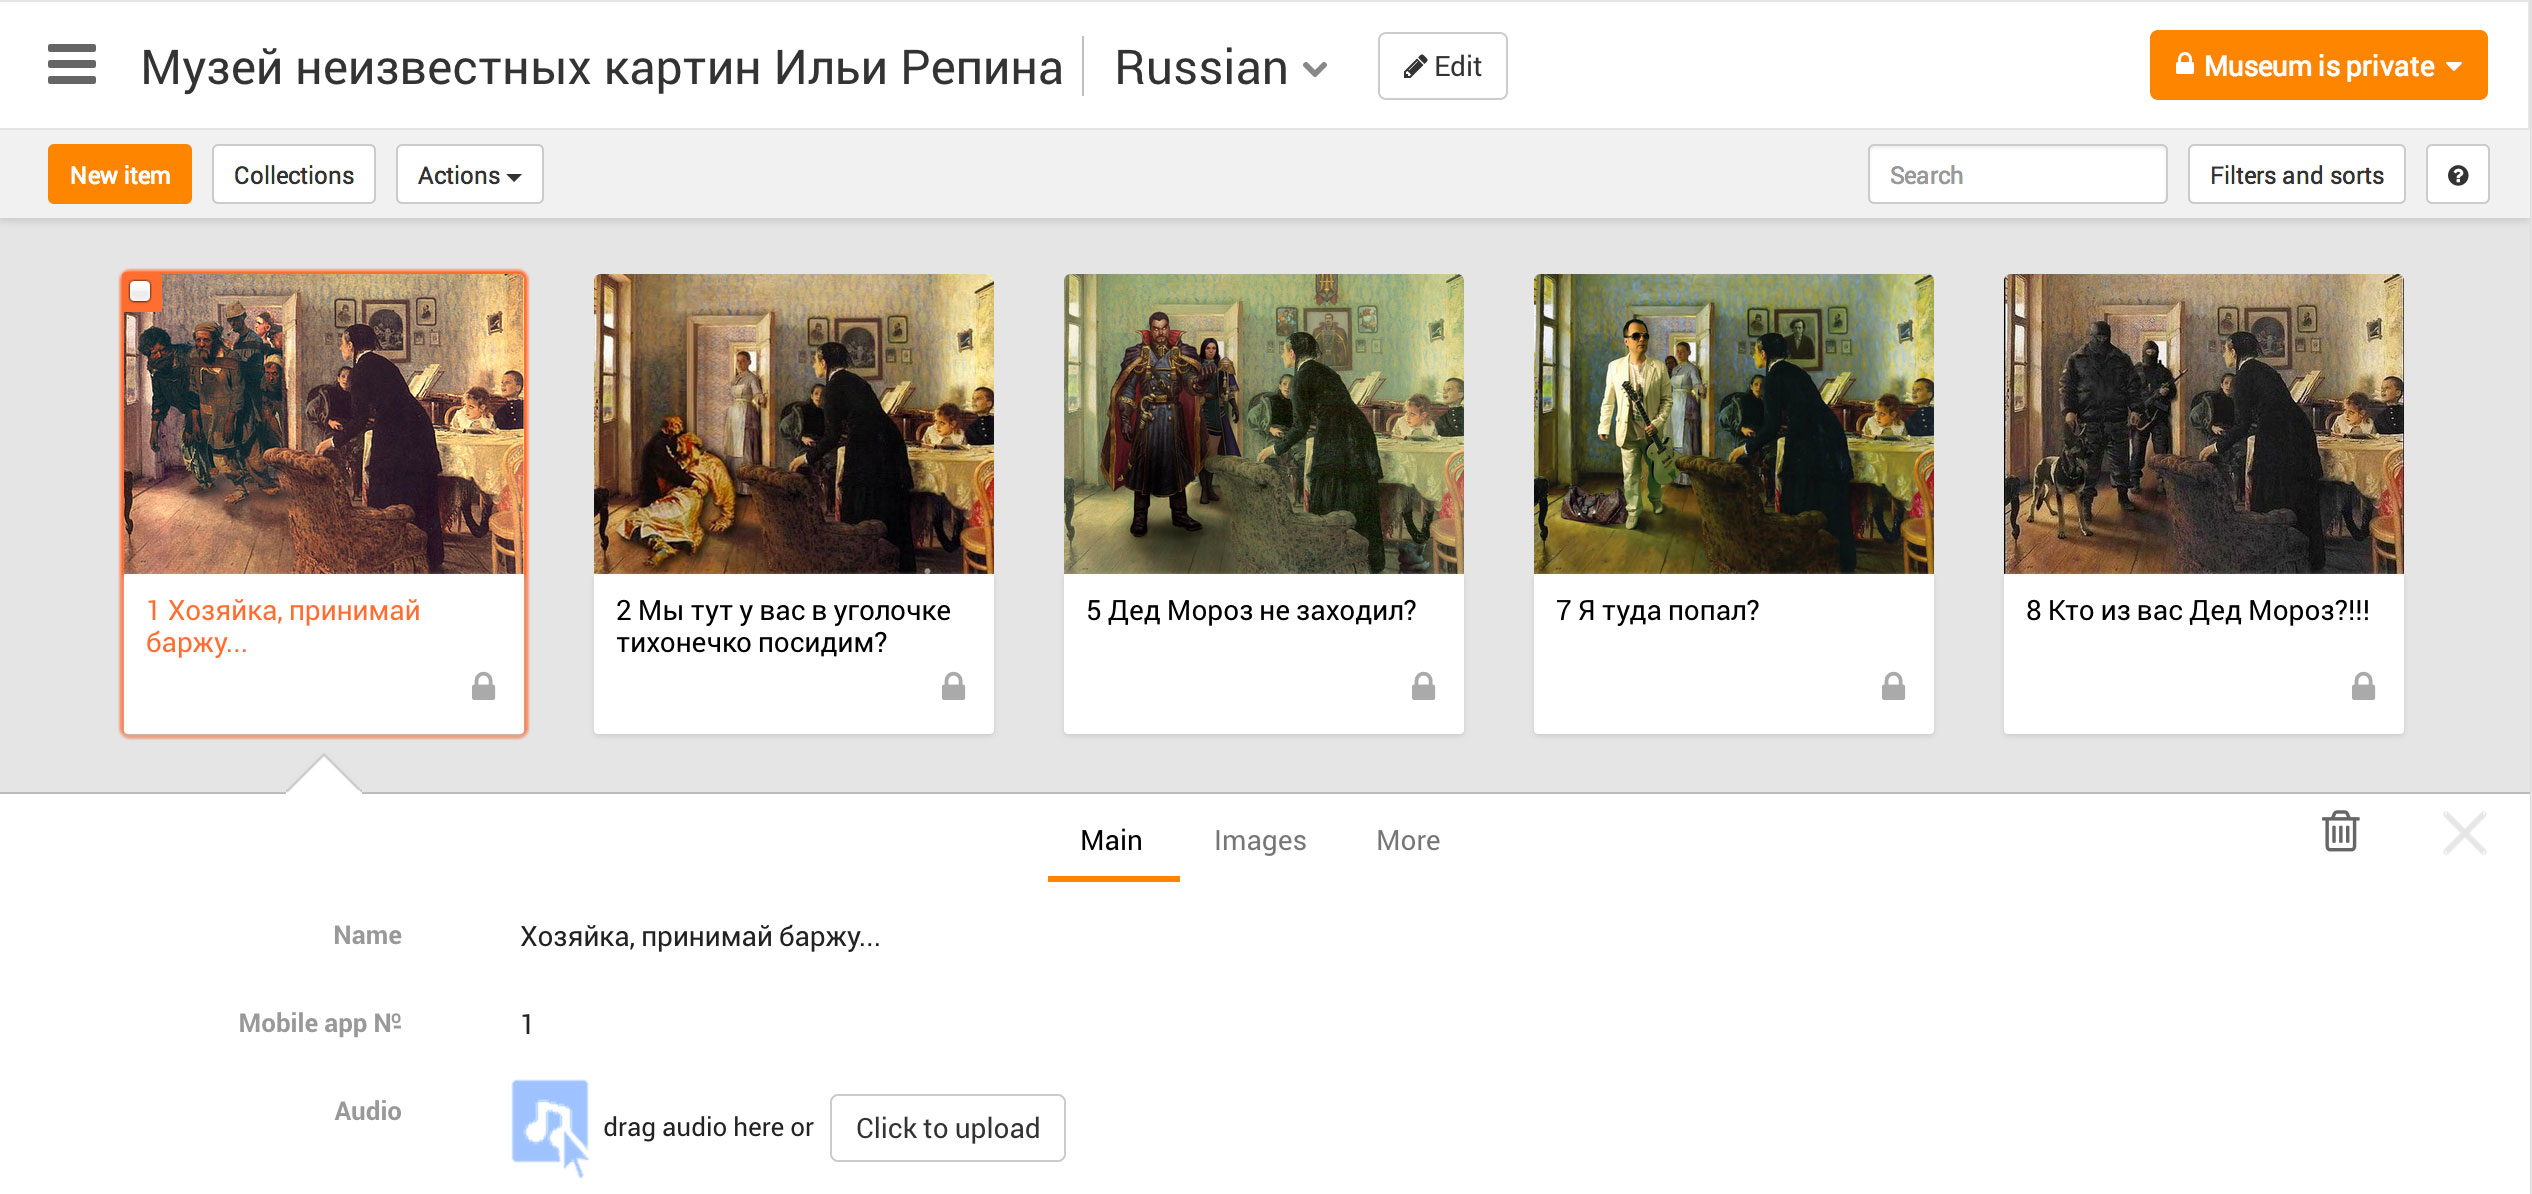 Музей неизвестных картин Ильи Репина
Russian
Edit
Museum is private
New item
Collections
Actions
Search
Filters and sorts
1 Хозяйка, принимай
баржу...
2 Мы тут у вас в уголочке
тихонечко посидим?
5 Дед Мороз не заходил?
7 Я туда попал?
8 Кто из вас Дед Мороз?!!!
Main
Images
More
Name
Хозяйка, принимай баржу...
Mobile app №
1
Audio
drag audio here or
Click to upload